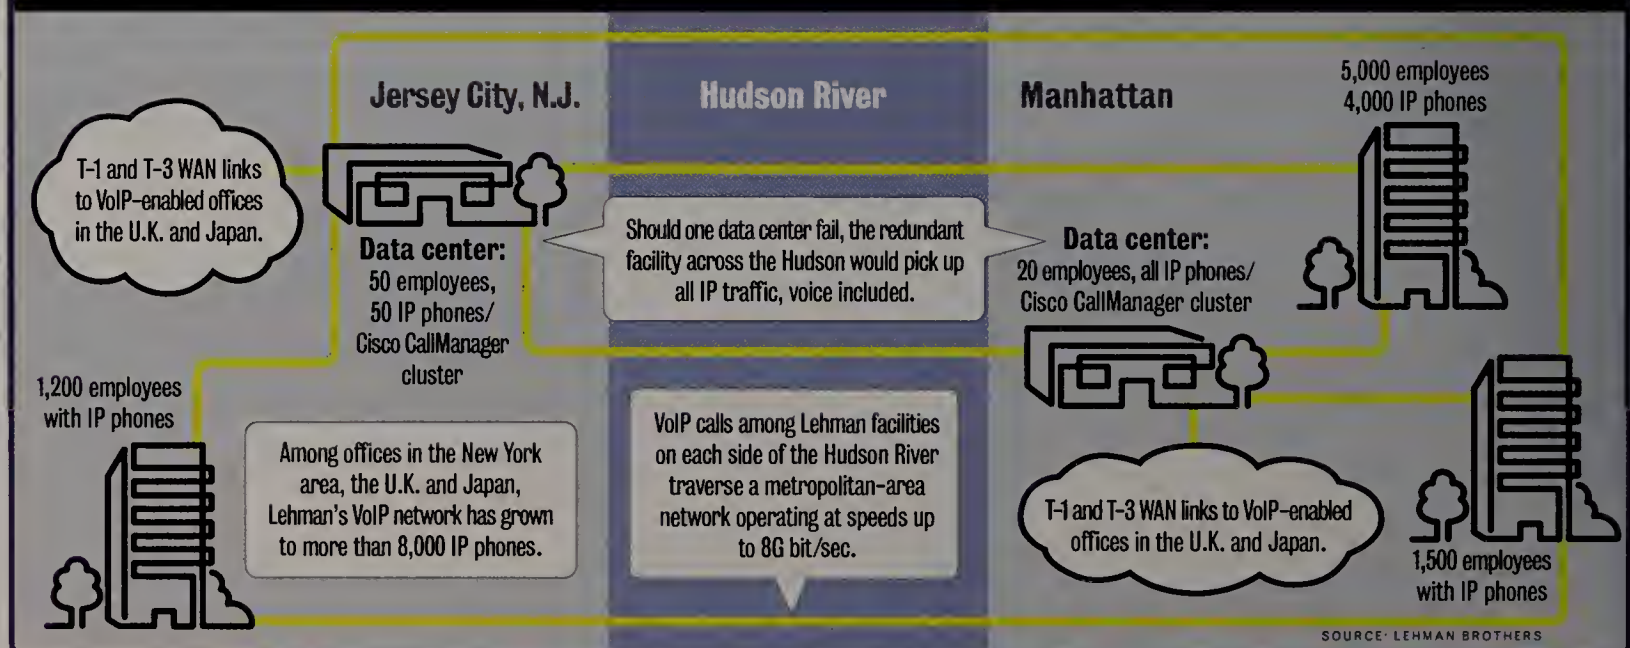 Jersey City, N.J.
Hudson River
Manhattan
5,000 employees
4,000 IP phones
T-1 and T-3 WAN links
to VoIP-enabled offices
in the U.K. and Japan.
Data center:
50 employees,
50 IP phones/
Cisco CallManager
cluster
Should one data center fail, the redundant
facility across the Hudson would pick up
all IP traffic, voice included.
Data center:
20 employees, all IP phones/
Cisco CallManager cluster
1,200 employees
with IP phones
Among offices in the New York
area, the U.K. and Japan,
Lehman's VoIP network has grown
to more than 8,000 IP phones.
VoIP calls among Lehman facilities
on each side of the Hudson River
traverse a metropolitan-area
network operating at speeds up
to 8G bit/sec.
T-1 and T-3 WAN links to VoIP-enabled
offices in the U.K. and Japan.
1,500 employees
with IP phones
SOURCE: LEHMAN BROTHERS